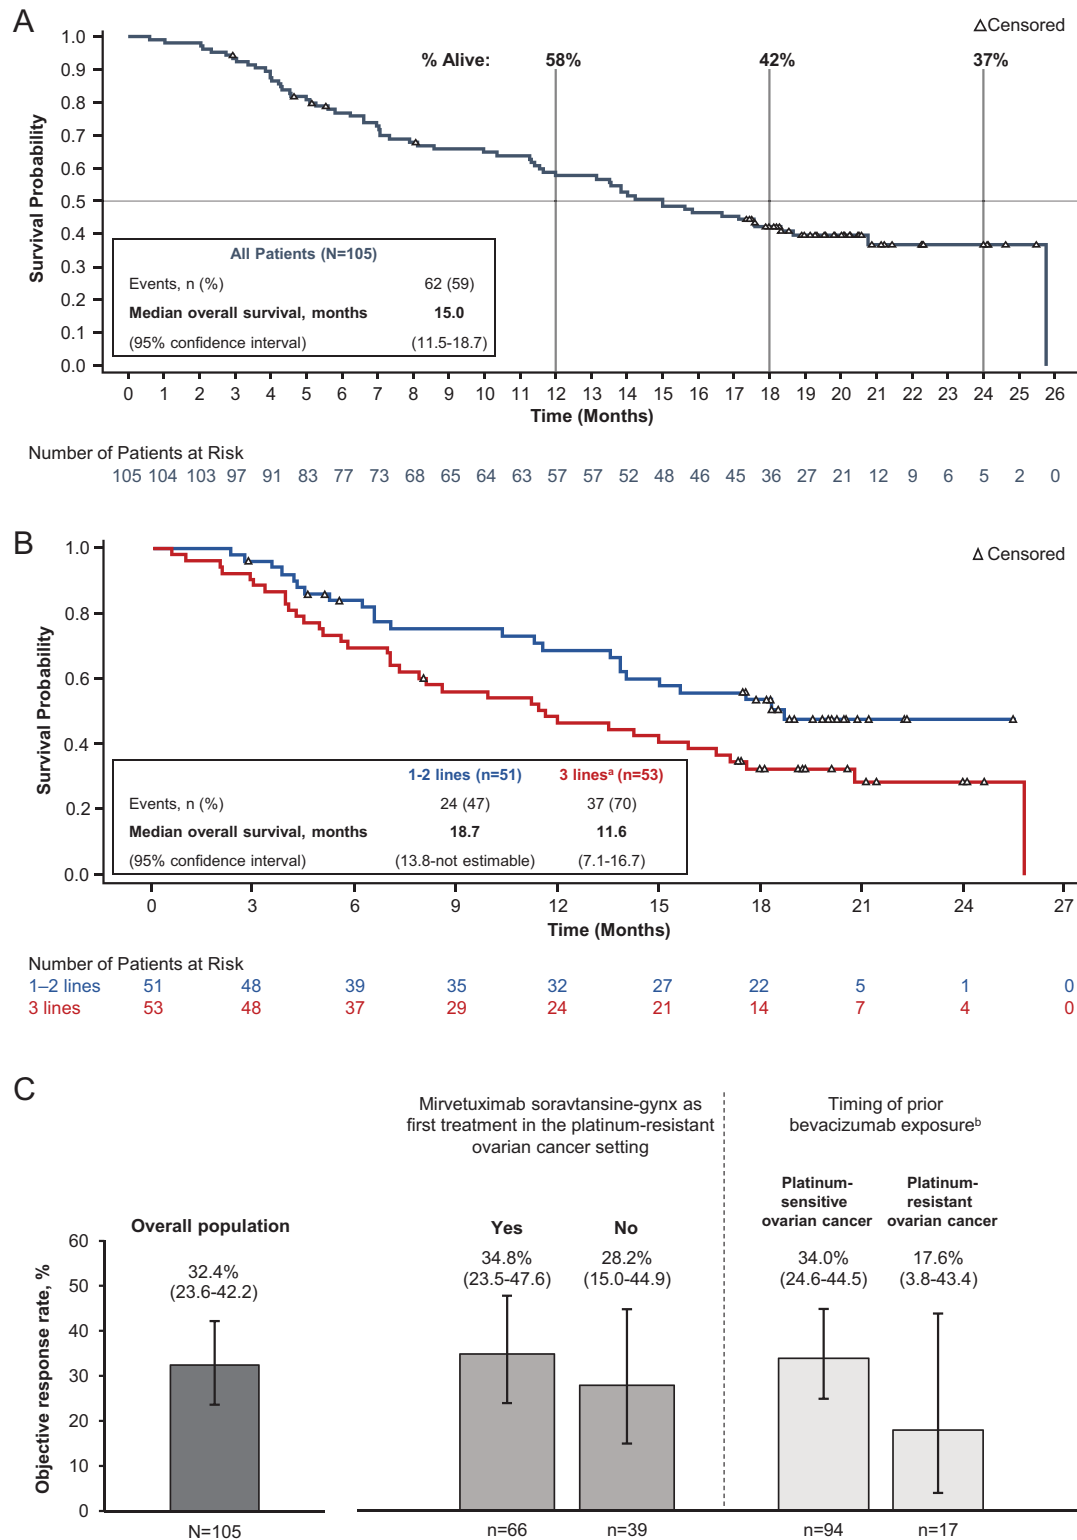 A
△Censored
% Alive: 58% 42% 37%
1.0
0.9
0.8
0.7
0.6
0.5
0.4
0.3
0.2
0.1
0.0
Survival Probability
All Patients (N=105)
Events, n (%) 62 (59)
Median overall survival, months 15.0
(95% confidence interval) (11.5-18.7)
0 1 2 3 4 5 6 7 8 9 10 11 12 13 14 15 16 17 18 19 20 21 22 23 24 25 26
Time (Months)
Number of Patients at Risk
105 104 103 97 91 83 77 73 68 65 64 63 57 57 52 48 46 45 36 27 21 12 9 6 5 2 0
B
△ Censored
1.0
0.8
0.6
0.4
0.2
0.0
Survival Probability
1-2 lines (n=51) 3 linesᵃ (n=53)
Events, n (%) 24 (47) 37 (70)
Median overall survival, months 18.7 11.6
(95% confidence interval) (13.8-not estimable) (7.1-16.7)
0 3 6 9 12 15 18 21 24 27
Time (Months)
Number of Patients at Risk
1–2 lines 51 48 39 35 32 27 22 5 1 0
3 lines 53 48 37 29 24 21 14 7 4 0
C
Mirvetuximab soravtansine-gynx as
first treatment in the platinum-resistant
ovarian cancer setting
Timing of prior
bevacizumab exposureᵇ
Overall population
Yes
No
Platinum-
sensitive
ovarian cancer
Platinum-
resistant
ovarian cancer
32.4%
(23.6-42.2)
34.8%
(23.5-47.6)
28.2%
(15.0-44.9)
34.0%
(24.6-44.5)
17.6%
(3.8-43.4)
60
50
40
30
20
10
0
Objective response rate, %
N=105 n=66 n=39 n=94 n=17